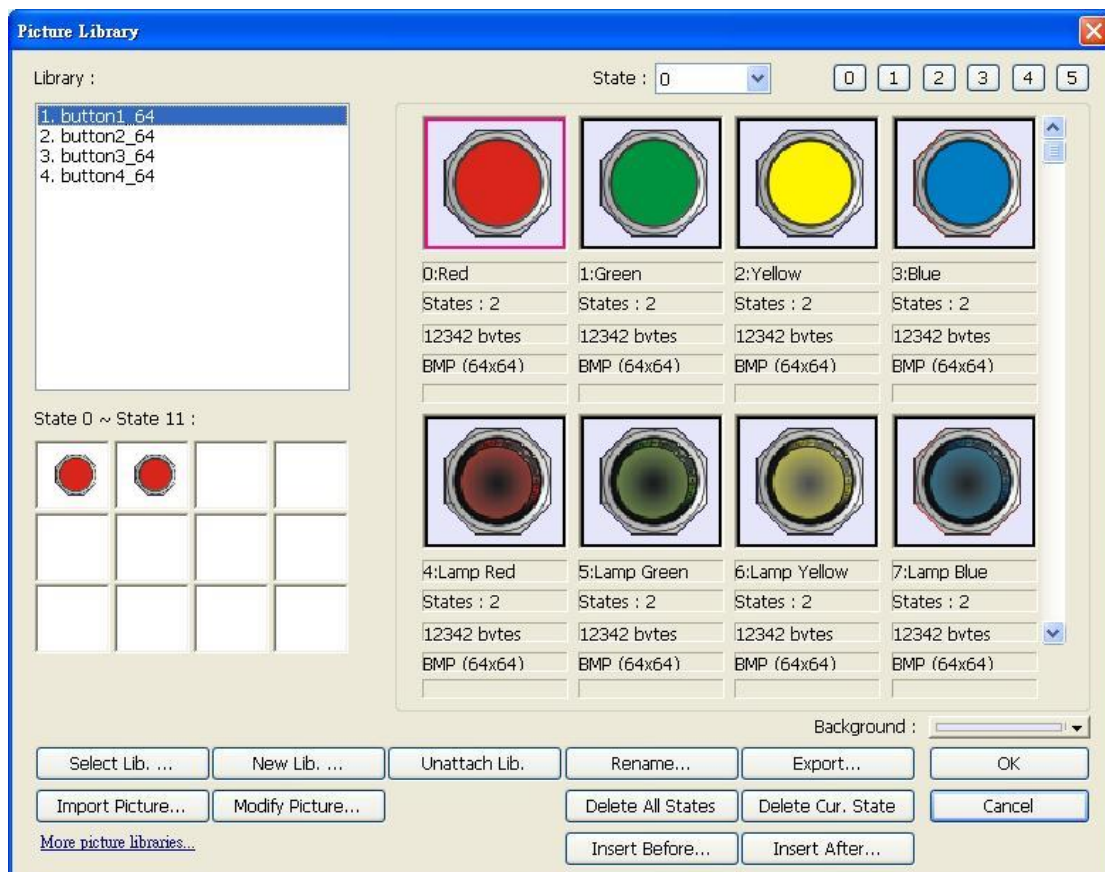 Picture Library
Library :
State : 0
0 1 2 3 4 5
1. button1_64
2. button2_64
3. button3_64
4. button4_64
0:Red 1:Green 2:Yellow 3:Blue
States : 2 States : 2 States : 2 States : 2
12342 bytes 12342 bytes 12342 bytes 12342 bytes
BMP (64x64) BMP (64x64) BMP (64x64) BMP (64x64)
State 0 ~ State 11 :
4:Lamp Red 5:Lamp Green 6:Lamp Yellow 7:Lamp Blue
States : 2 States : 2 States : 2 States : 2
12342 bytes 12342 bytes 12342 bytes 12342 bytes
BMP (64x64) BMP (64x64) BMP (64x64) BMP (64x64)
Background :
Select Lib. ... New Lib. ... Unattach Lib. Rename... Export... OK
Import Picture... Modify Picture... Delete All States Delete Cur. State Cancel
More picture libraries... Insert Before... Insert After...